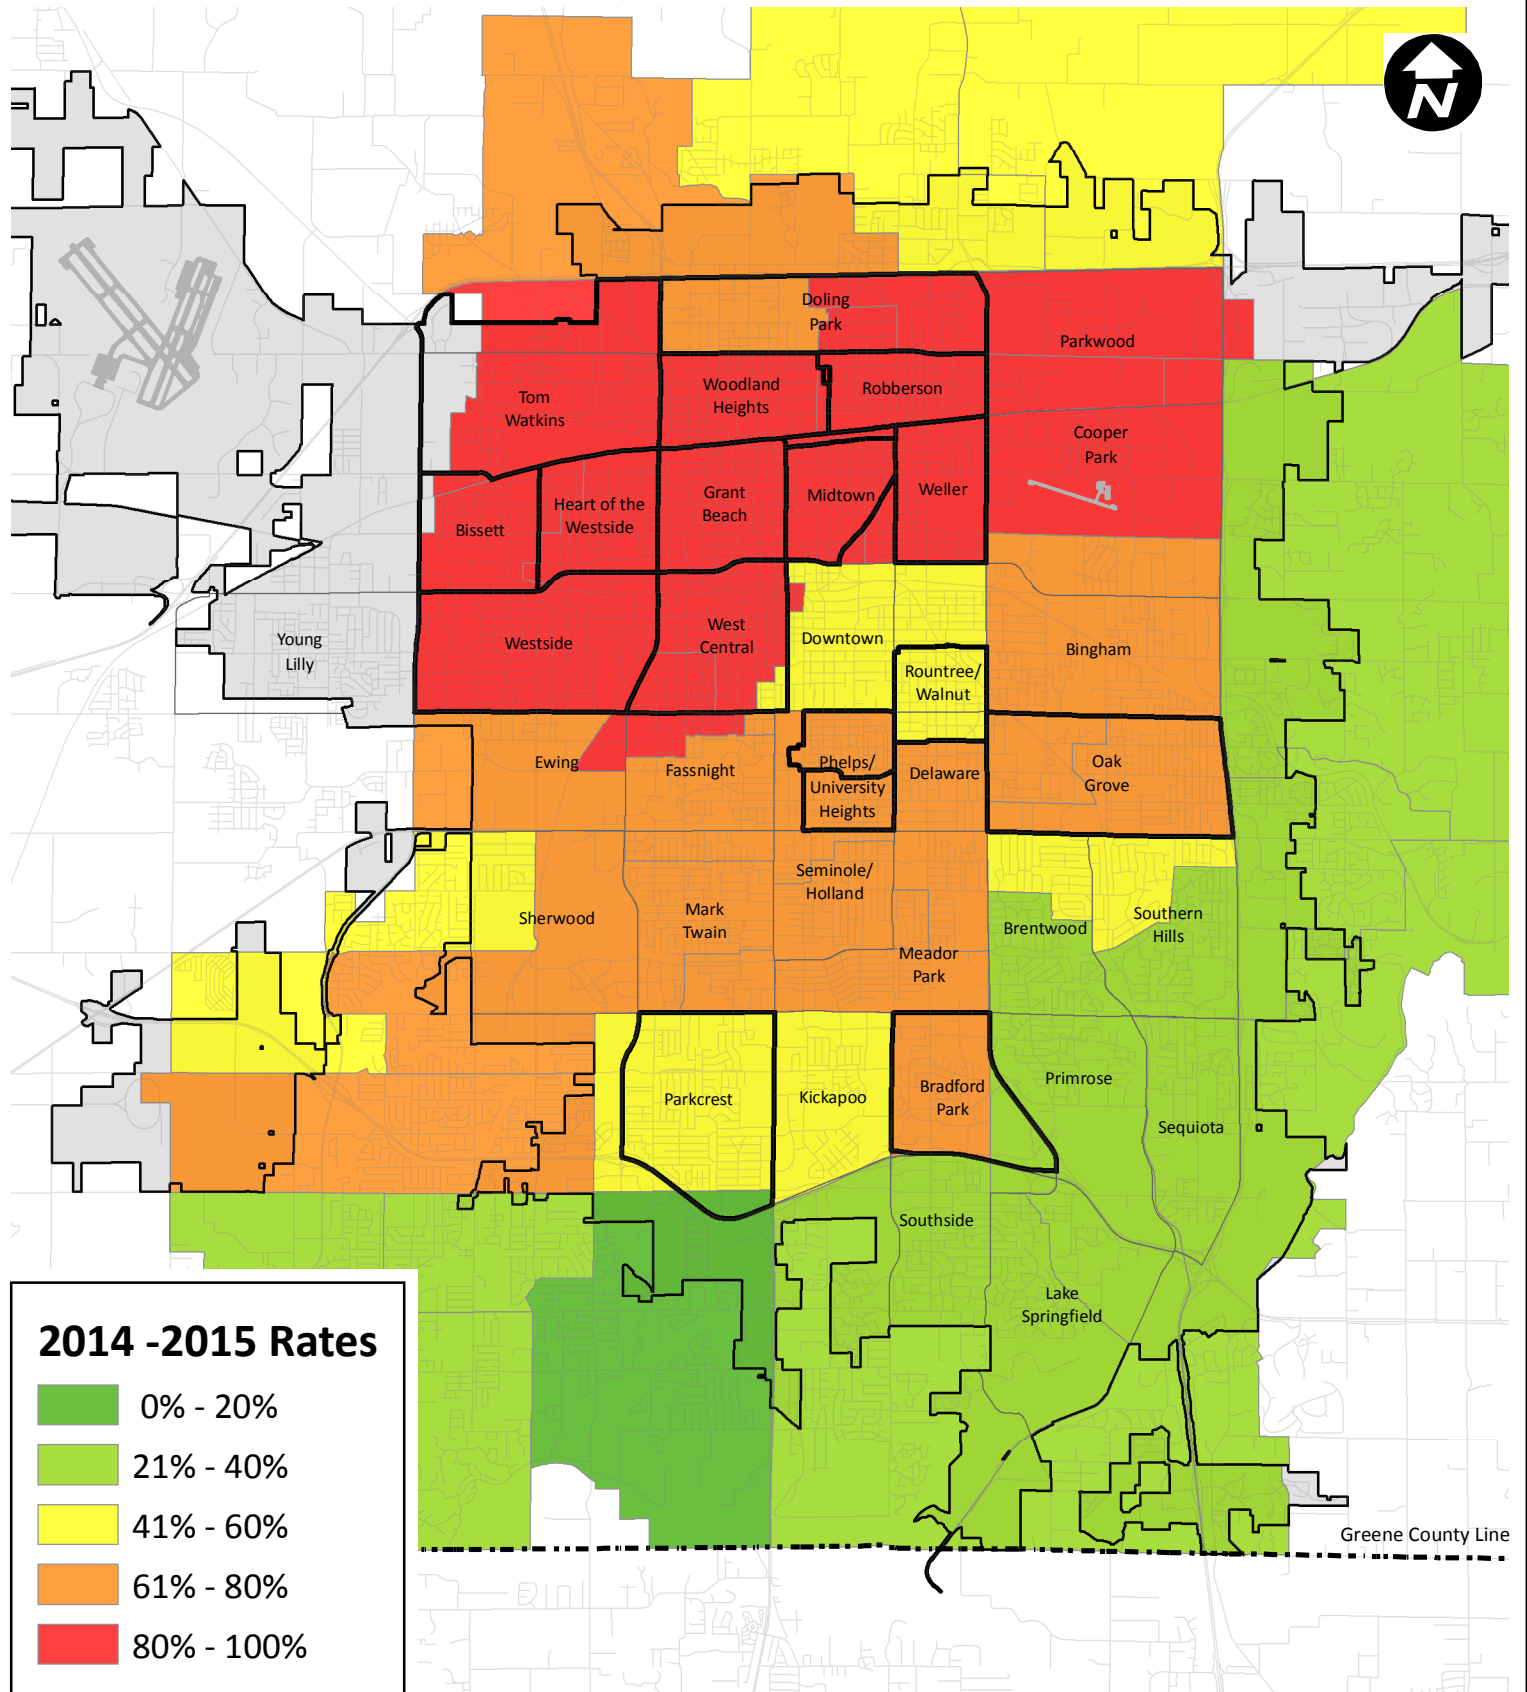 N
Doling
Park
Parkwood
Woodland
Heights
Robberson
Tom
Watkins
Cooper
Park
Grant
Beach
Midtown
Weller
Heart of the
Westside
Bissett
Young
Lilly
Westside
West
Central
Downtown
Bingham
Rountree/
Walnut
Ewing
Fassnight
Phelps/
University
Heights
Delaware
Oak
Grove
Sherwood
Mark
Twain
Seminole/
Holland
Meador
Park
Brentwood
Southern
Hills
Parkcrest
Kickapoo
Bradford
Park
Primrose
Sequiota
Southside
Lake
Springfield
2014 -2015 Rates
0% - 20%
21% - 40%
41% - 60%
61% - 80%
80% - 100%
Greene County Line